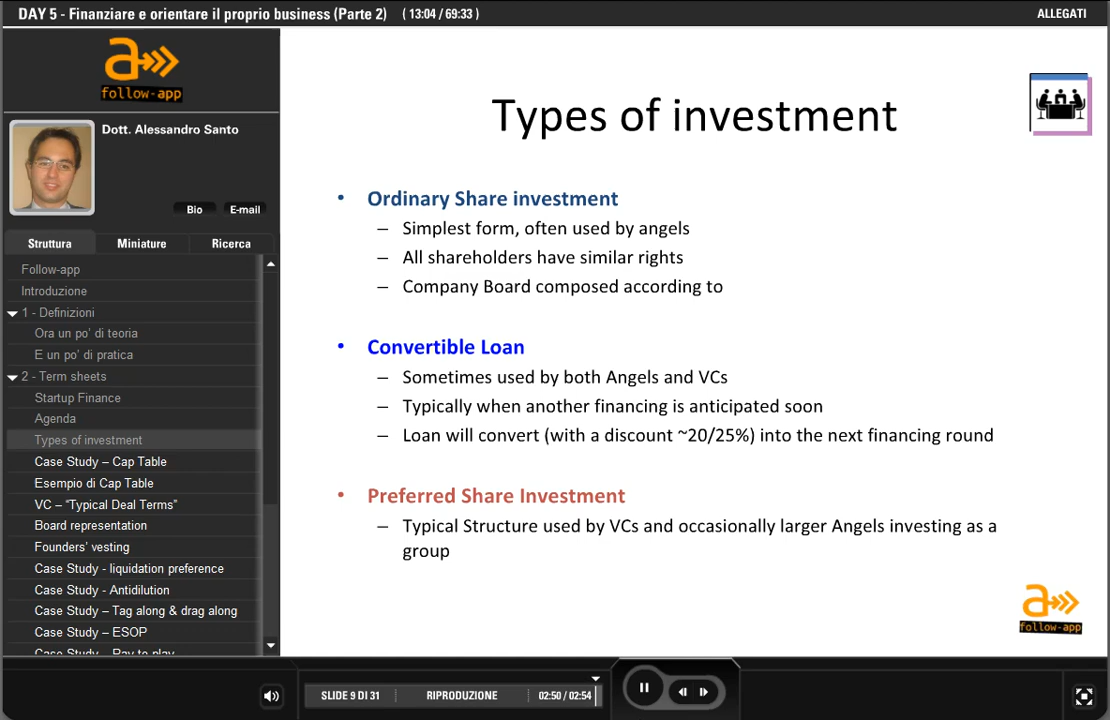 DAY 5 - Finanziare e orientare il proprio business (Parte 2) ( 13:04 / 69:33 )
ALLEGATI
a
follow-app
Dott. Alessandro Santo
Bio
E-mail
Struttura
Miniature
Ricerca
Follow-app
Introduzione
1 - Definizioni
Ora un po' di teoria
E un po' di pratica
2 - Term sheets
Startup Finance
Agenda
Types of investment
Case Study – Cap Table
Esempio di Cap Table
VC – “Typical Deal Terms”
Board representation
Founders' vesting
Case Study - liquidation preference
Case Study - Antidilution
Case Study – Tag along & drag along
Case Study – ESOP
Case Study – Pay to play
Types of investment
• Ordinary Share investment
– Simplest form, often used by angels
– All shareholders have similar rights
– Company Board composed according to
• Convertible Loan
– Sometimes used by both Angels and VCs
– Typically when another financing is anticipated soon
– Loan will convert (with a discount ~20/25%) into the next financing round
• Preferred Share Investment
– Typical Structure used by VCs and occasionally larger Angels investing as a
group
a
follow-app
SLIDE 9 DI 31
RIPRODUZIONE
02:50 / 02:54